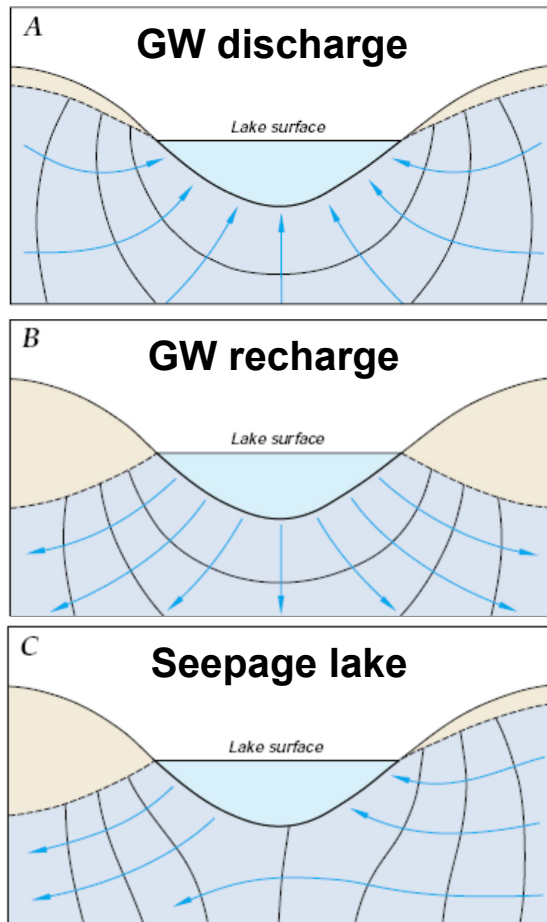 A
GW discharge
Lake surface
B
GW recharge
Lake surface
C
Seepage lake
Lake surface